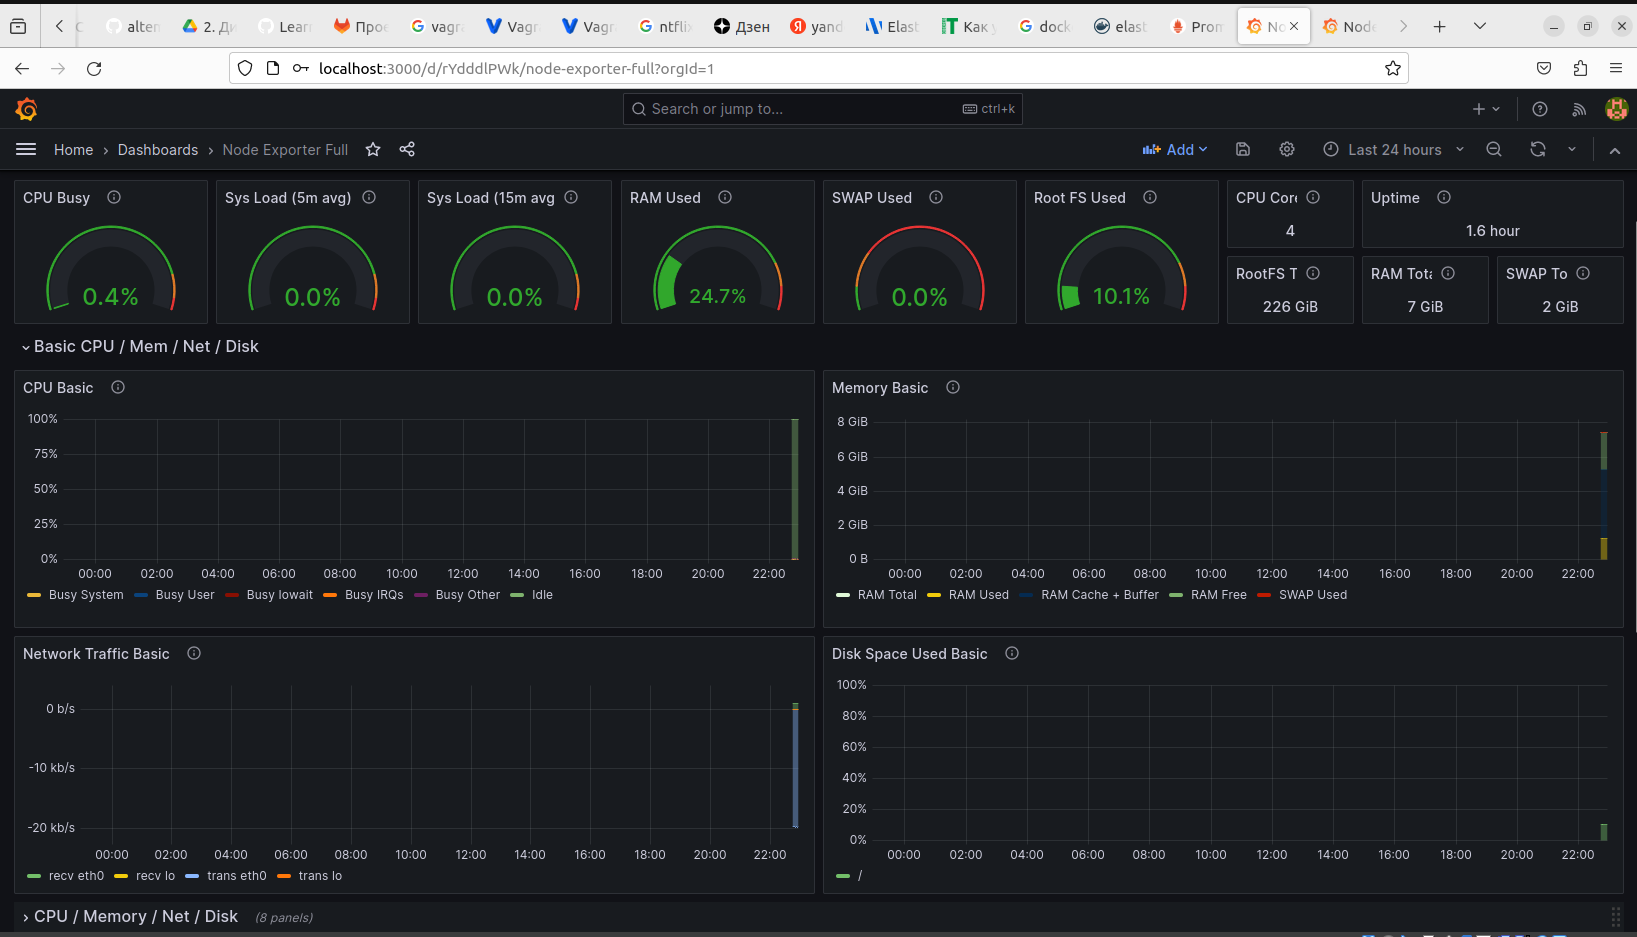 С alten 2. Ди Learn Прое vagra Vagr Vagr ntflix Дзен yand Elast Как у dock elast Prom No Node
localhost:3000/d/rYdddlPWk/node-exporter-full?orgId=1
Search or jump to... ctrl+k
Home › Dashboards › Node Exporter Full Add Last 24 hours
CPU Busy Sys Load (5m avg) Sys Load (15m avg RAM Used SWAP Used Root FS Used CPU Core Uptime
4 1.6 hour
RootFS T RAM Tota SWAP To
0.4% 0.0% 0.0% 24.7% 0.0% 10.1% 226 GiB 7 GiB 2 GiB
Basic CPU / Mem / Net / Disk
CPU Basic
100%
75%
50%
25%
0%
00:00 02:00 04:00 06:00 08:00 10:00 12:00 14:00 16:00 18:00 20:00 22:00
Busy System Busy User Busy Iowait Busy IRQs Busy Other Idle
Memory Basic
8 GiB
6 GiB
4 GiB
2 GiB
0 B
00:00 02:00 04:00 06:00 08:00 10:00 12:00 14:00 16:00 18:00 20:00 22:00
RAM Total RAM Used RAM Cache + Buffer RAM Free SWAP Used
Network Traffic Basic
0 b/s
-10 kb/s
-20 kb/s
00:00 02:00 04:00 06:00 08:00 10:00 12:00 14:00 16:00 18:00 20:00 22:00
recv eth0 recv lo trans eth0 trans lo
Disk Space Used Basic
100%
80%
60%
40%
20%
0%
00:00 02:00 04:00 06:00 08:00 10:00 12:00 14:00 16:00 18:00 20:00 22:00
/
CPU / Memory / Net / Disk (8 panels)